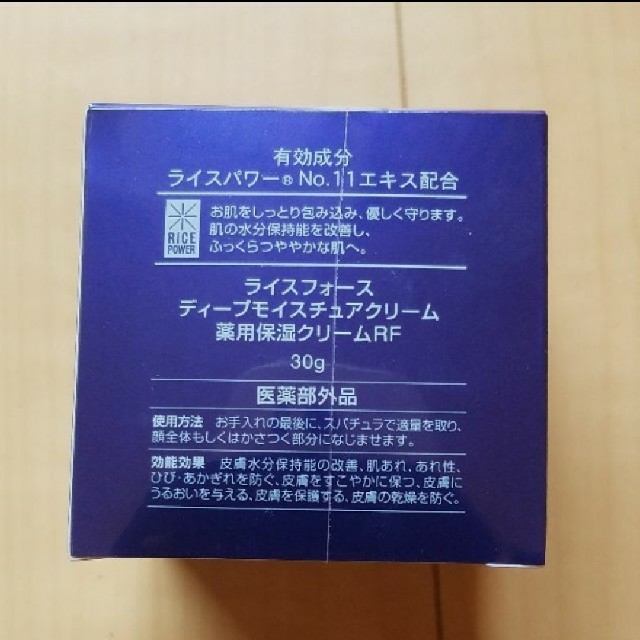 有効成分
ライスパワー® No.11エキス配合
RiCE
POWER
お肌をしっとり包み込み、優しく守ります。
肌の水分保持能を改善し、
ふっくらつややかな肌へ。
ライスフォース
ディープモイスチュアクリーム
薬用保湿クリームRF
30g
医薬部外品
使用方法 お手入れの最後に、スパチュラで適量を取り、
顔全体もしくはかさつく部分になじませます。
効能効果 皮膚水分保持能の改善、肌あれ、あれ性、
ひび・あかぎれを防ぐ、皮膚をすこやかに保つ、皮膚に
うるおいを与える、皮膚を保護する、皮膚の乾燥を防ぐ。